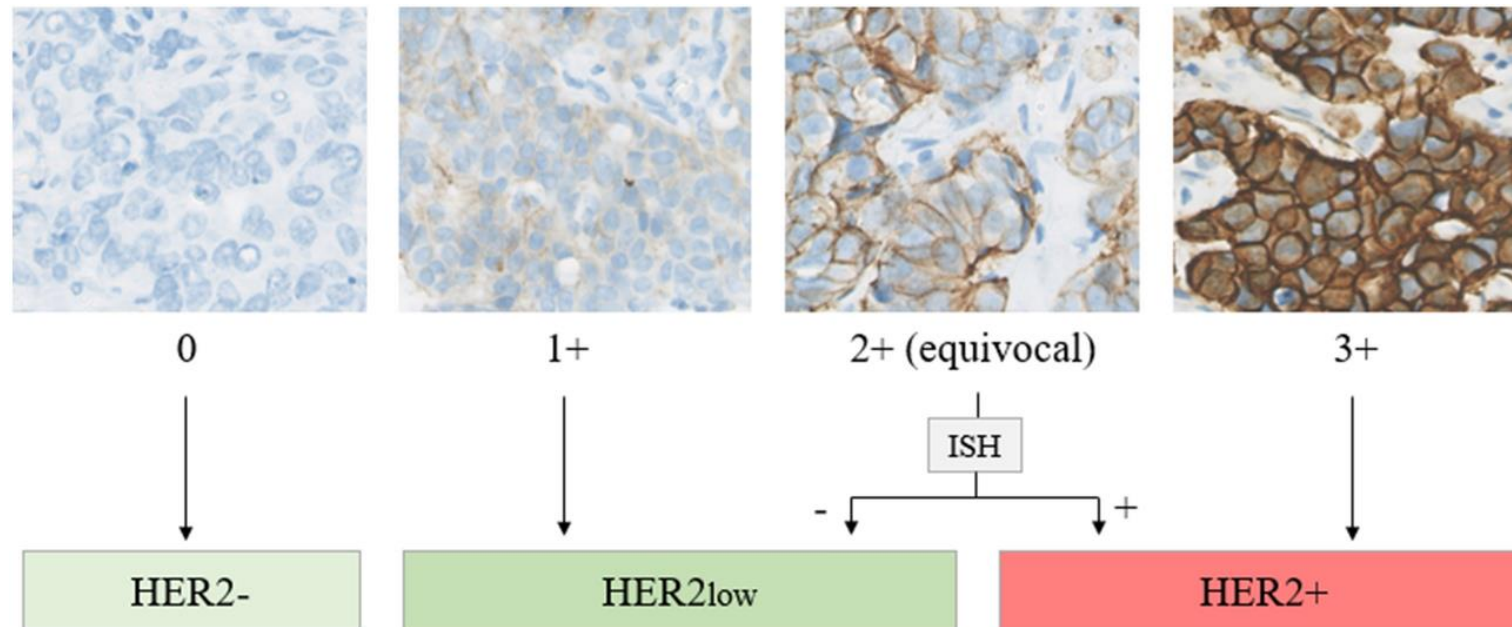 0 1+ 2+ (equivocal) 3+
ISH
- +
HER2- HER2low HER2+